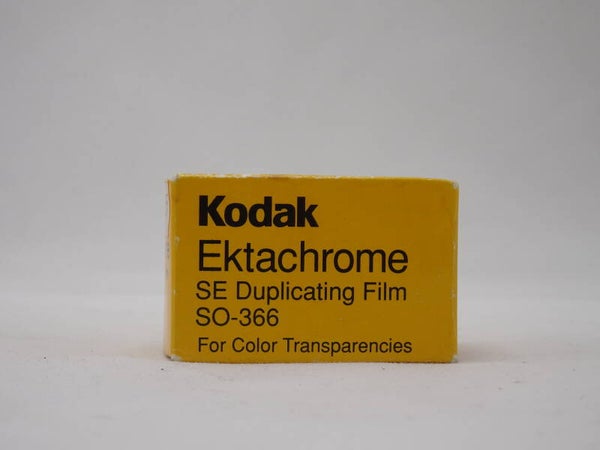 Kodak
Ektachrome
SE Duplicating Film
SO-366
For Color Transparencies